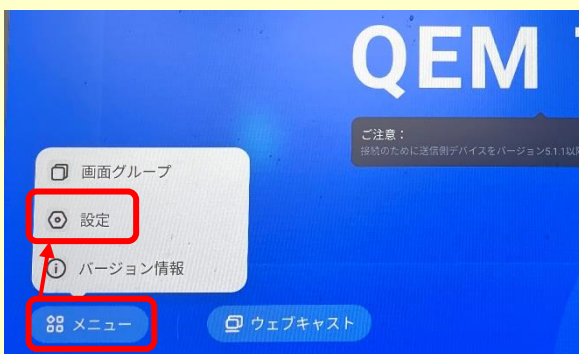 QEM
ご注意：
接続のために送信側デバイスをバージョン5.1.1以
画面グループ
設定
バージョン情報
メニュー
ウェブキャスト